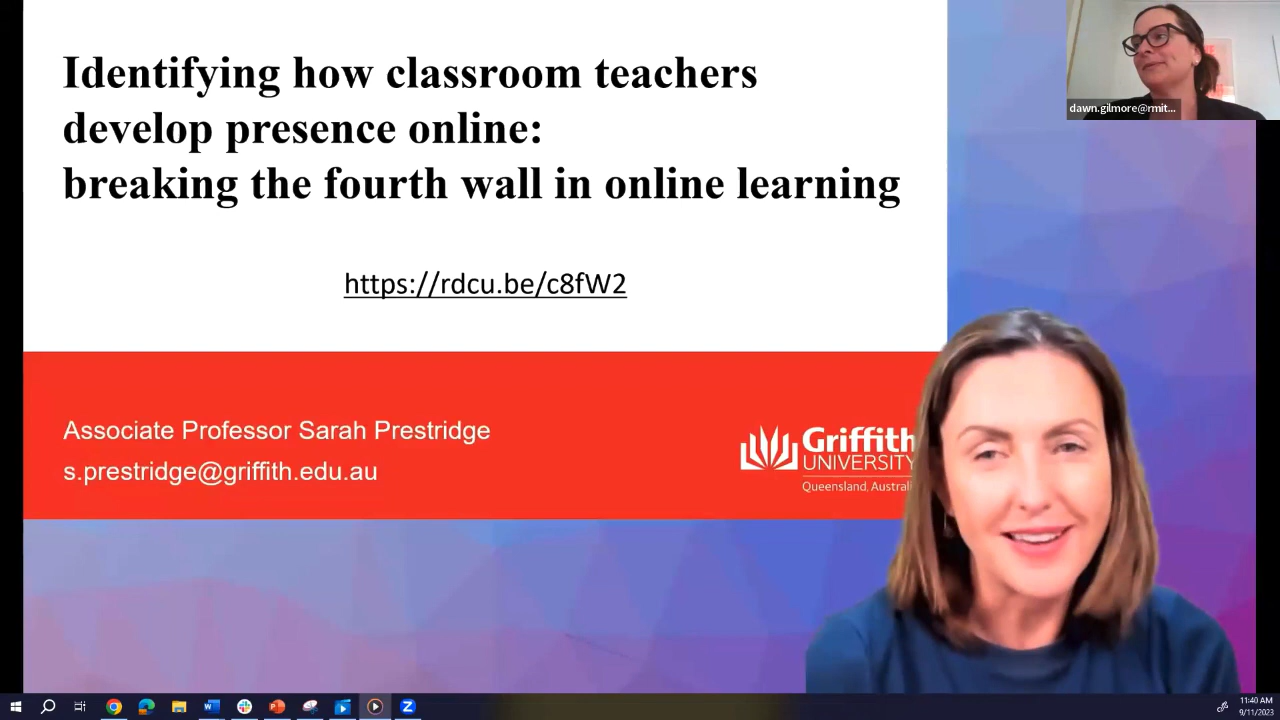 Identifying how classroom teachers
develop presence online:
breaking the fourth wall in online learning
https://rdcu.be/c8fW2
Associate Professor Sarah Prestridge
s.prestridge@griffith.edu.au
Griffith
UNIVERSITY
Queensland, Australi
dawn.gilmore@rmit...
11:40 AM
9/11/2023